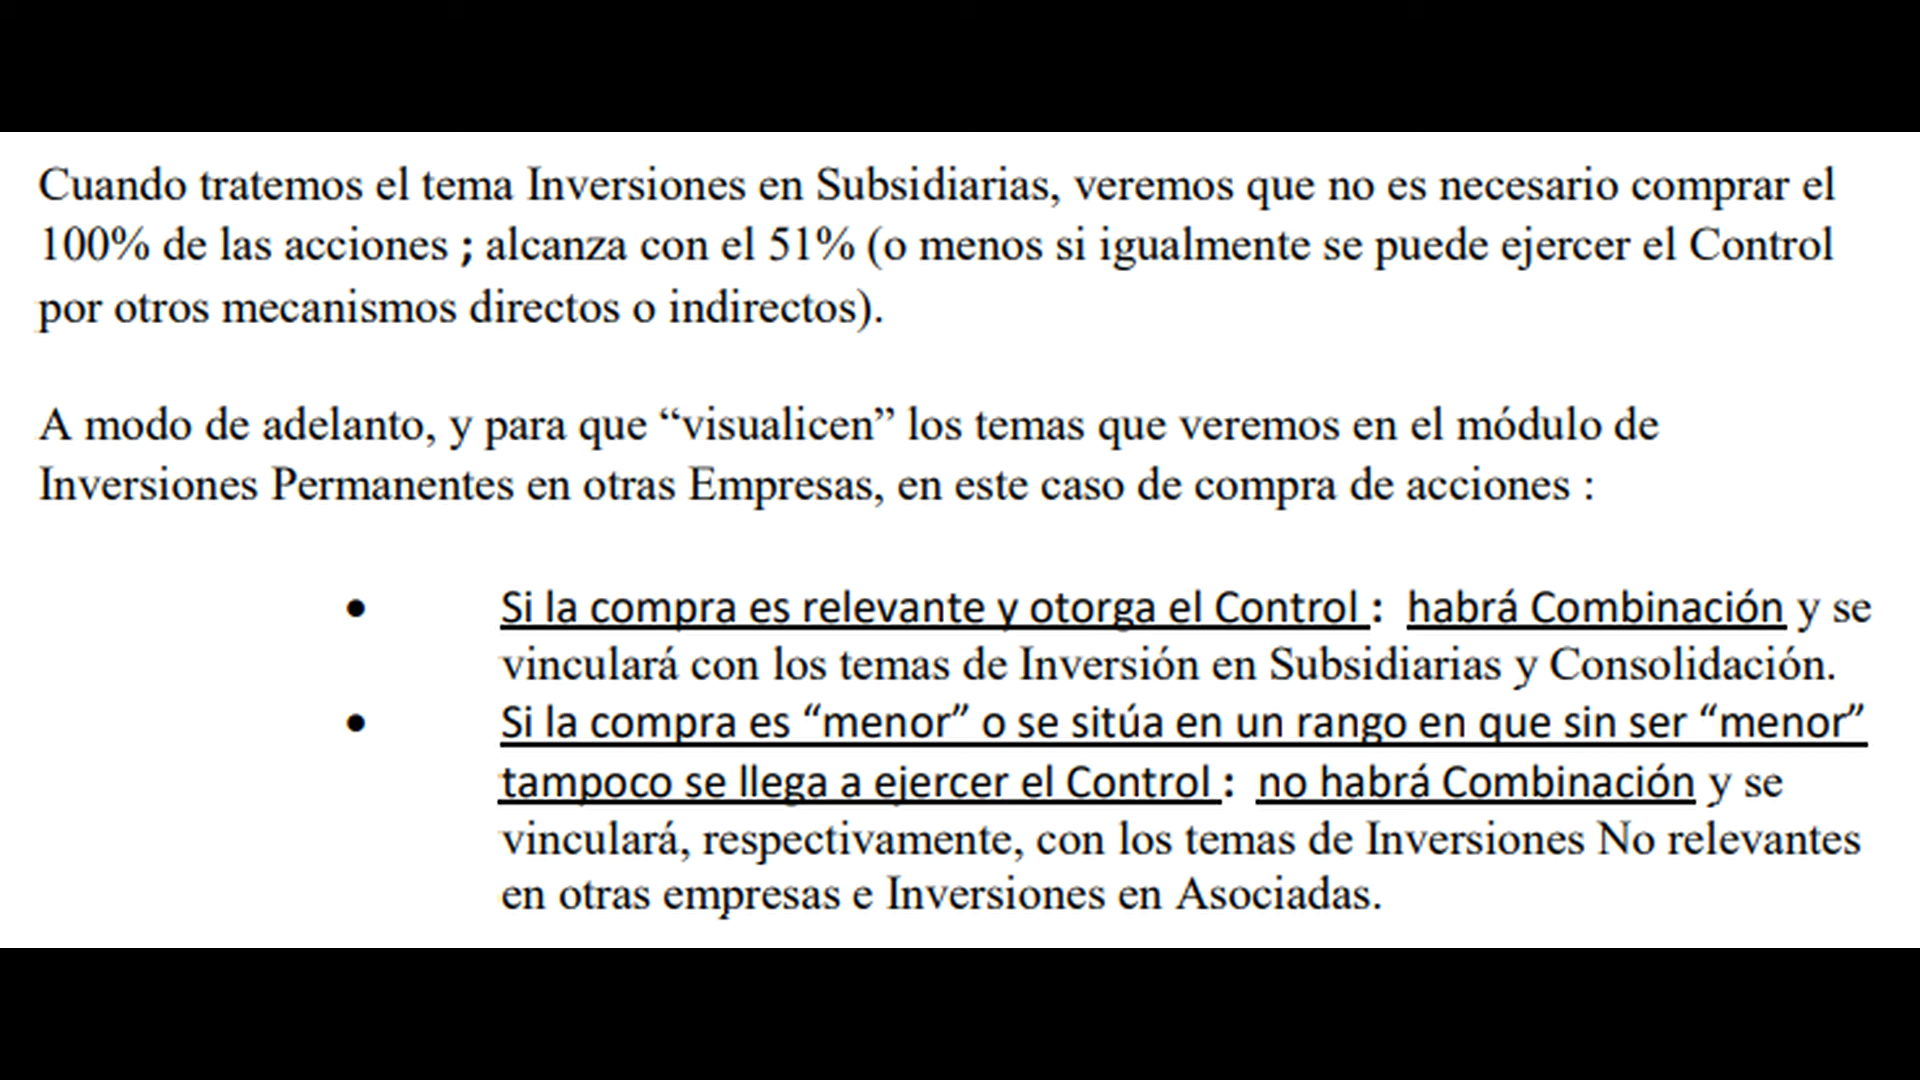 Cuando tratemos el tema Inversiones en Subsidiarias, veremos que no es necesario comprar el
100% de las acciones ; alcanza con el 51% (o menos si igualmente se puede ejercer el Control
por otros mecanismos directos o indirectos).
A modo de adelanto, y para que “visualicen” los temas que veremos en el módulo de
Inversiones Permanentes en otras Empresas, en este caso de compra de acciones :
• Si la compra es relevante y otorga el Control : habrá Combinación y se
vinculará con los temas de Inversión en Subsidiarias y Consolidación.
• Si la compra es “menor” o se sitúa en un rango en que sin ser “menor”
tampoco se llega a ejercer el Control : no habrá Combinación y se
vinculará, respectivamente, con los temas de Inversiones No relevantes
en otras empresas e Inversiones en Asociadas.